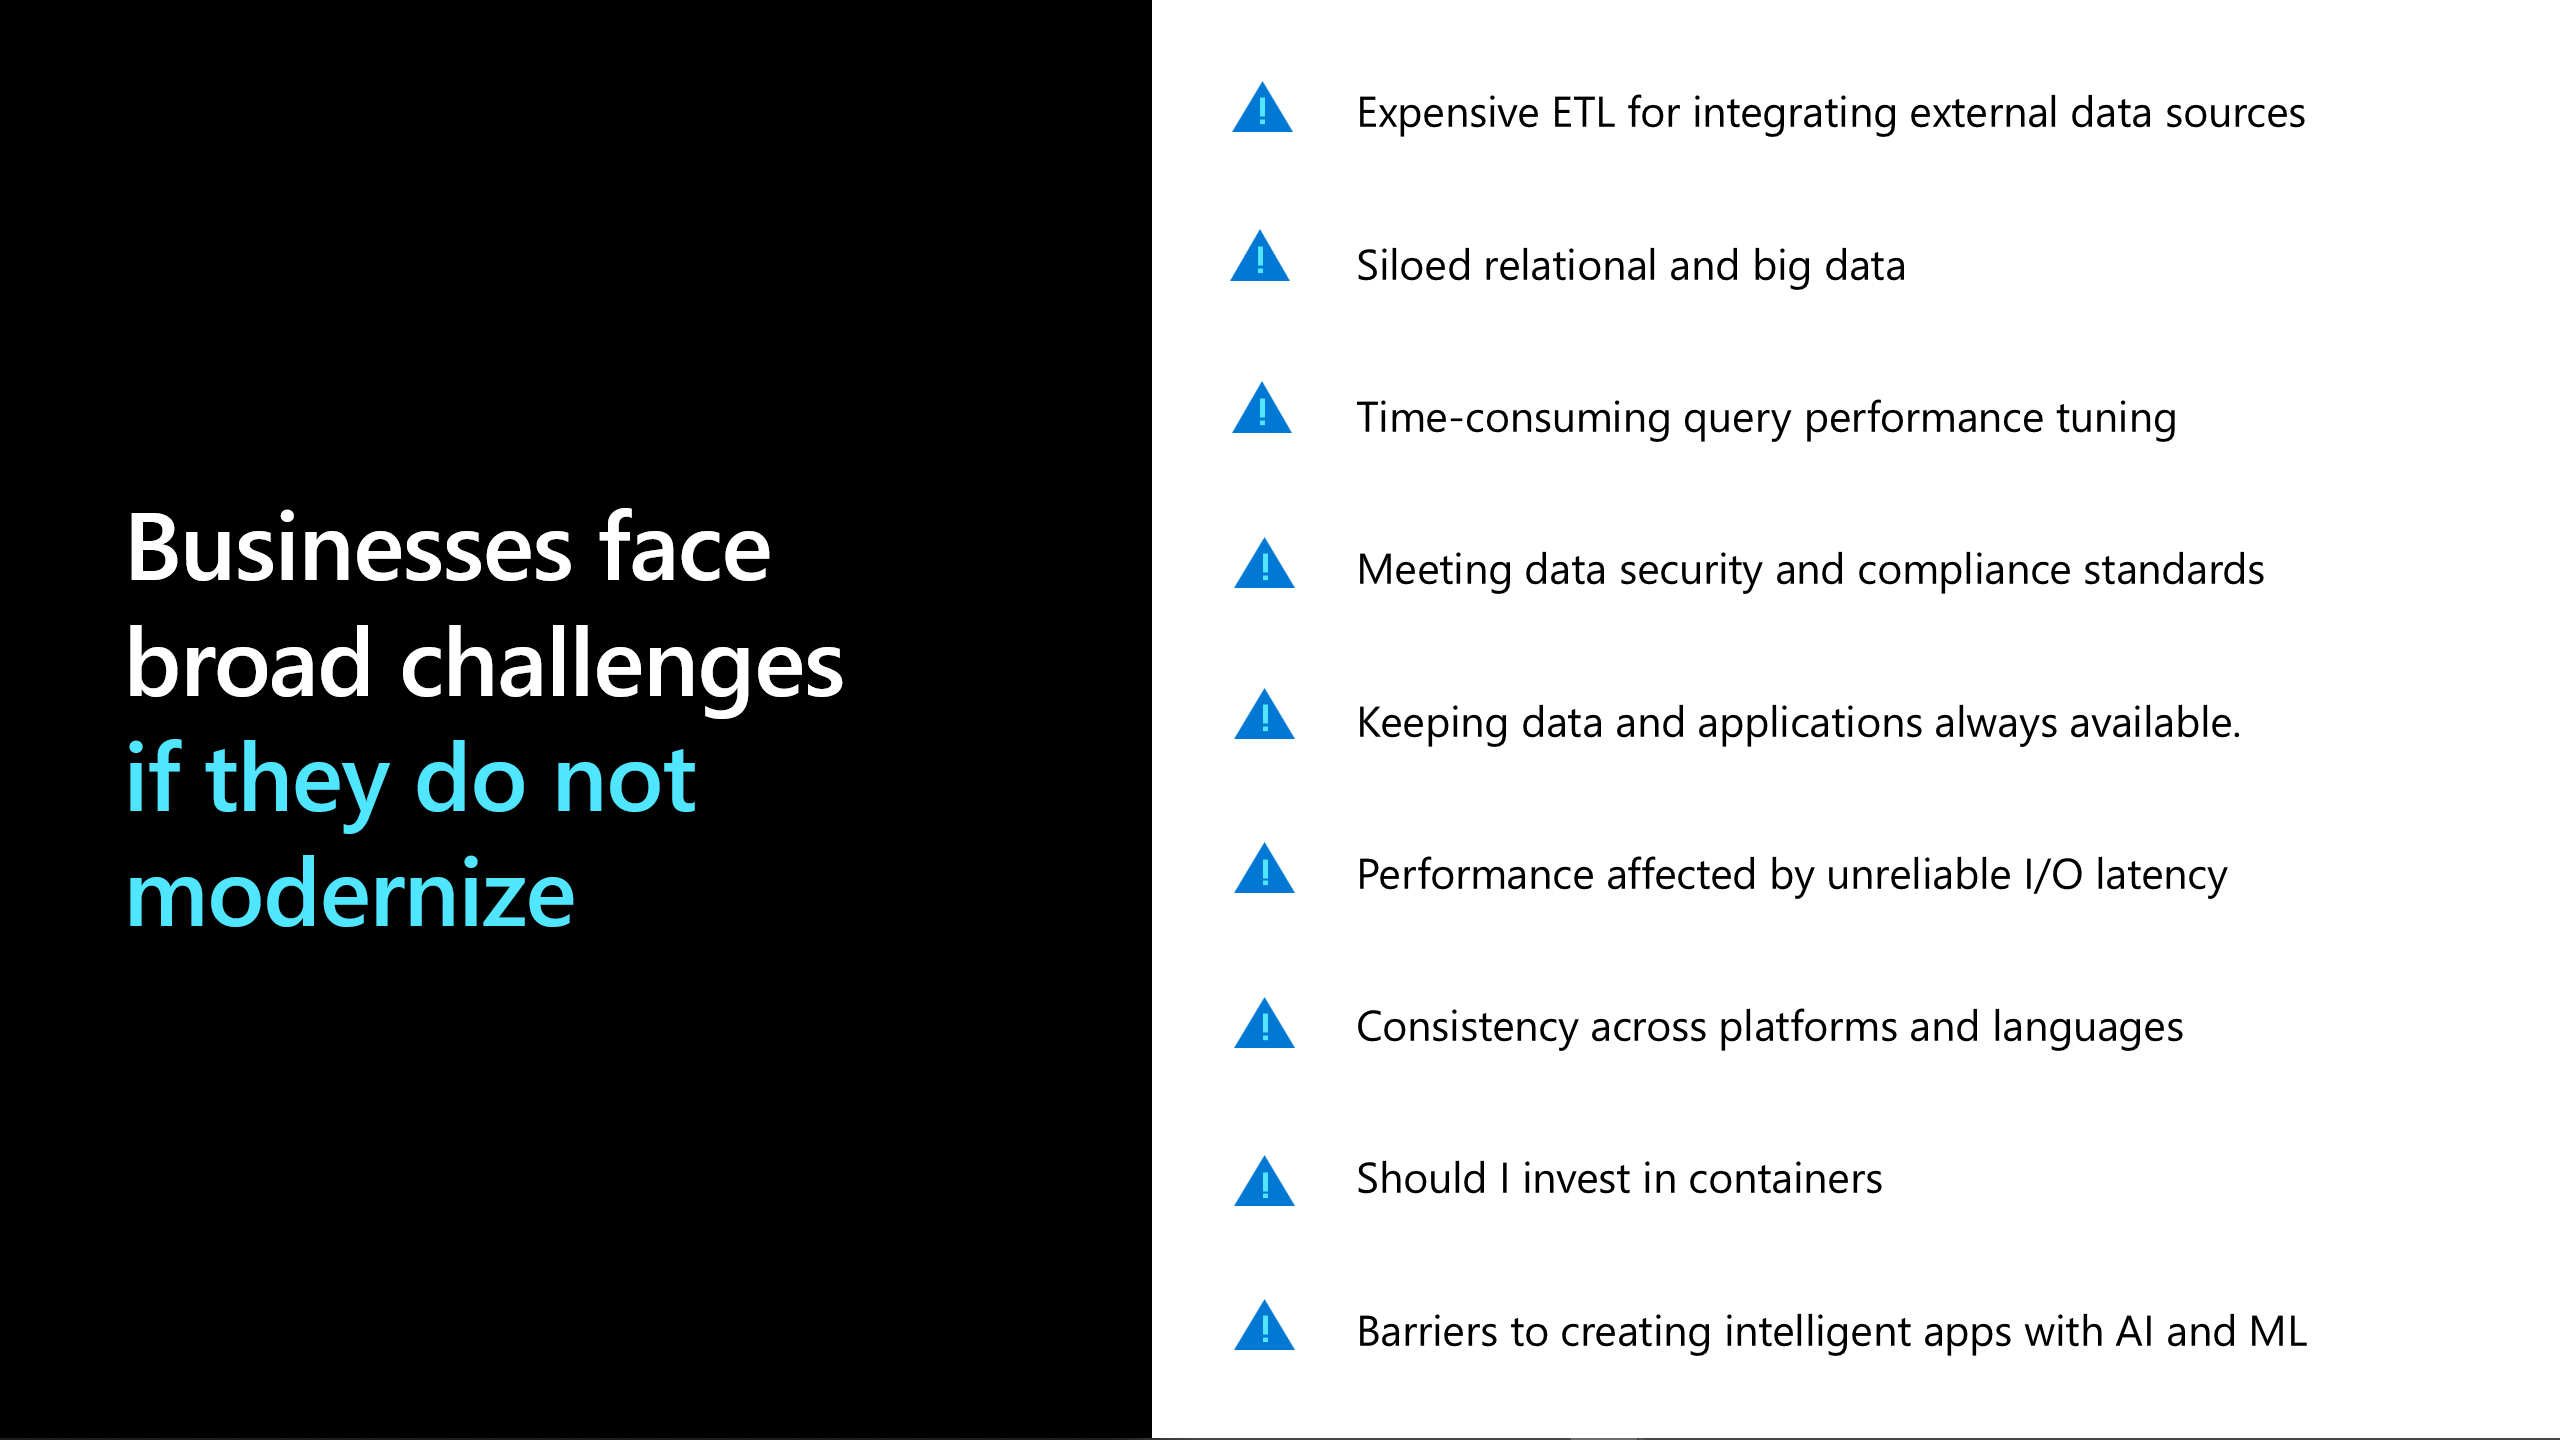 Businesses face
broad challenges
if they do not
modernize
Expensive ETL for integrating external data sources
Siloed relational and big data
Time-consuming query performance tuning
Meeting data security and compliance standards
Keeping data and applications always available.
Performance affected by unreliable I/O latency
Consistency across platforms and languages
Should I invest in containers
Barriers to creating intelligent apps with AI and ML